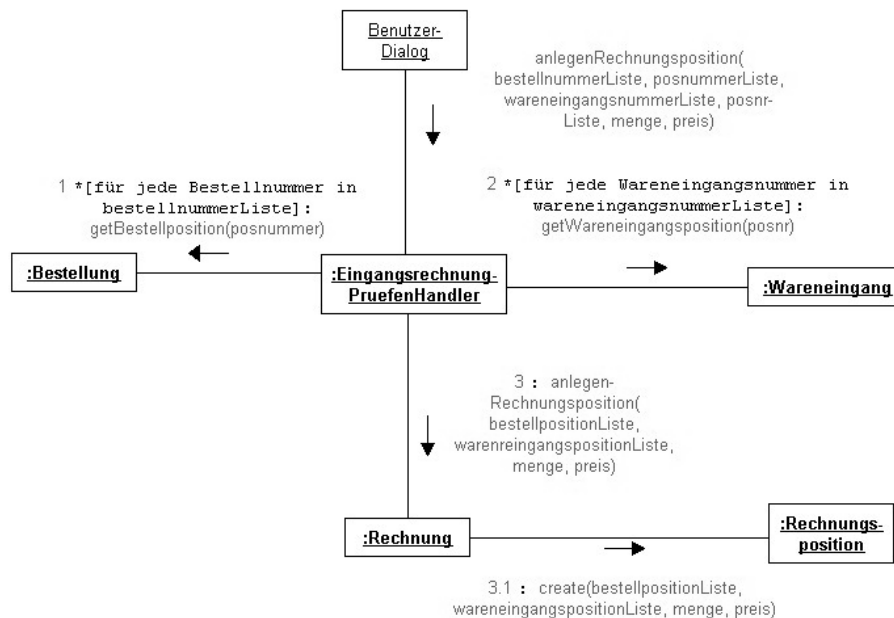 Benutzer-
Dialog
anlegenRechnungsposition(
bestellnummerListe, posnummerListe,
wareneingangsnummerListe, posnr-
Liste, menge, preis)
1 *[für jede Bestellnummer in
bestellnummerListe]:
getBestellposition(posnummer)
2 *[für jede Wareneingangsnummer in
wareneingangsnummerListe]:
getWareneingangsposition(posnr)
:Bestellung
:Eingangsrechnung-
PruefenHandler
:Wareneingang
3 : anlegen-
Rechnungsposition(
bestellpositionListe,
warenreingangspositionListe,
menge, preis)
:Rechnung
:Rechnungs-
position
3.1 : create(bestellpositionListe,
wareneingangspositionListe, menge, preis)